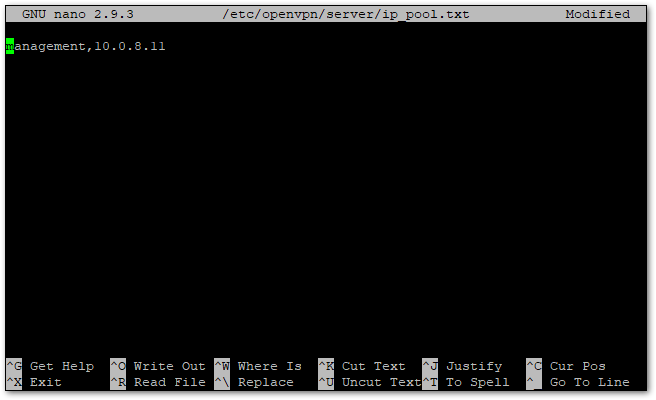 GNU nano 2.9.3 /etc/openvpn/server/ip_pool.txt Modified
management,10.0.8.11
^G Get Help ^O Write Out ^W Where Is ^K Cut Text ^J Justify ^C Cur Pos
^X Exit ^R Read File ^\ Replace ^U Uncut Text ^T To Spell ^_ Go To Line